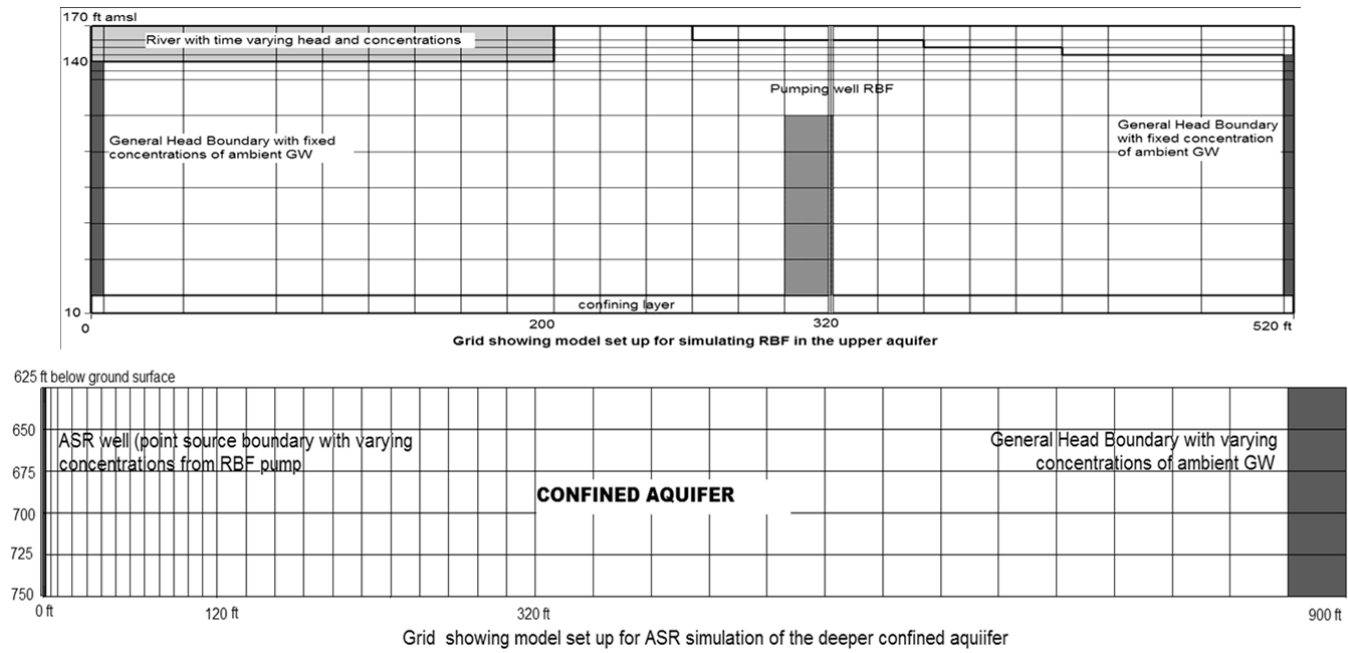 170 ft amsl
River with time varying head and concentrations
140
Pumping well RBF
General Head Boundary with fixed
concentrations of ambient GW
General Head Boundary
with fixed concentration
of ambient GW
confining layer
10
0
200
320
520 ft
Grid showing model set up for simulating RBF in the upper aquifer
625 ft below ground surface
650
ASR well (point source boundary with varying
concentrations from RBF pump
General Head Boundary with varying
concentrations of ambient GW
675
CONFINED AQUIFER
700
725
750
0 ft
120 ft
320 ft
900 ft
Grid showing model set up for ASR simulation of the deeper confined aquiifer